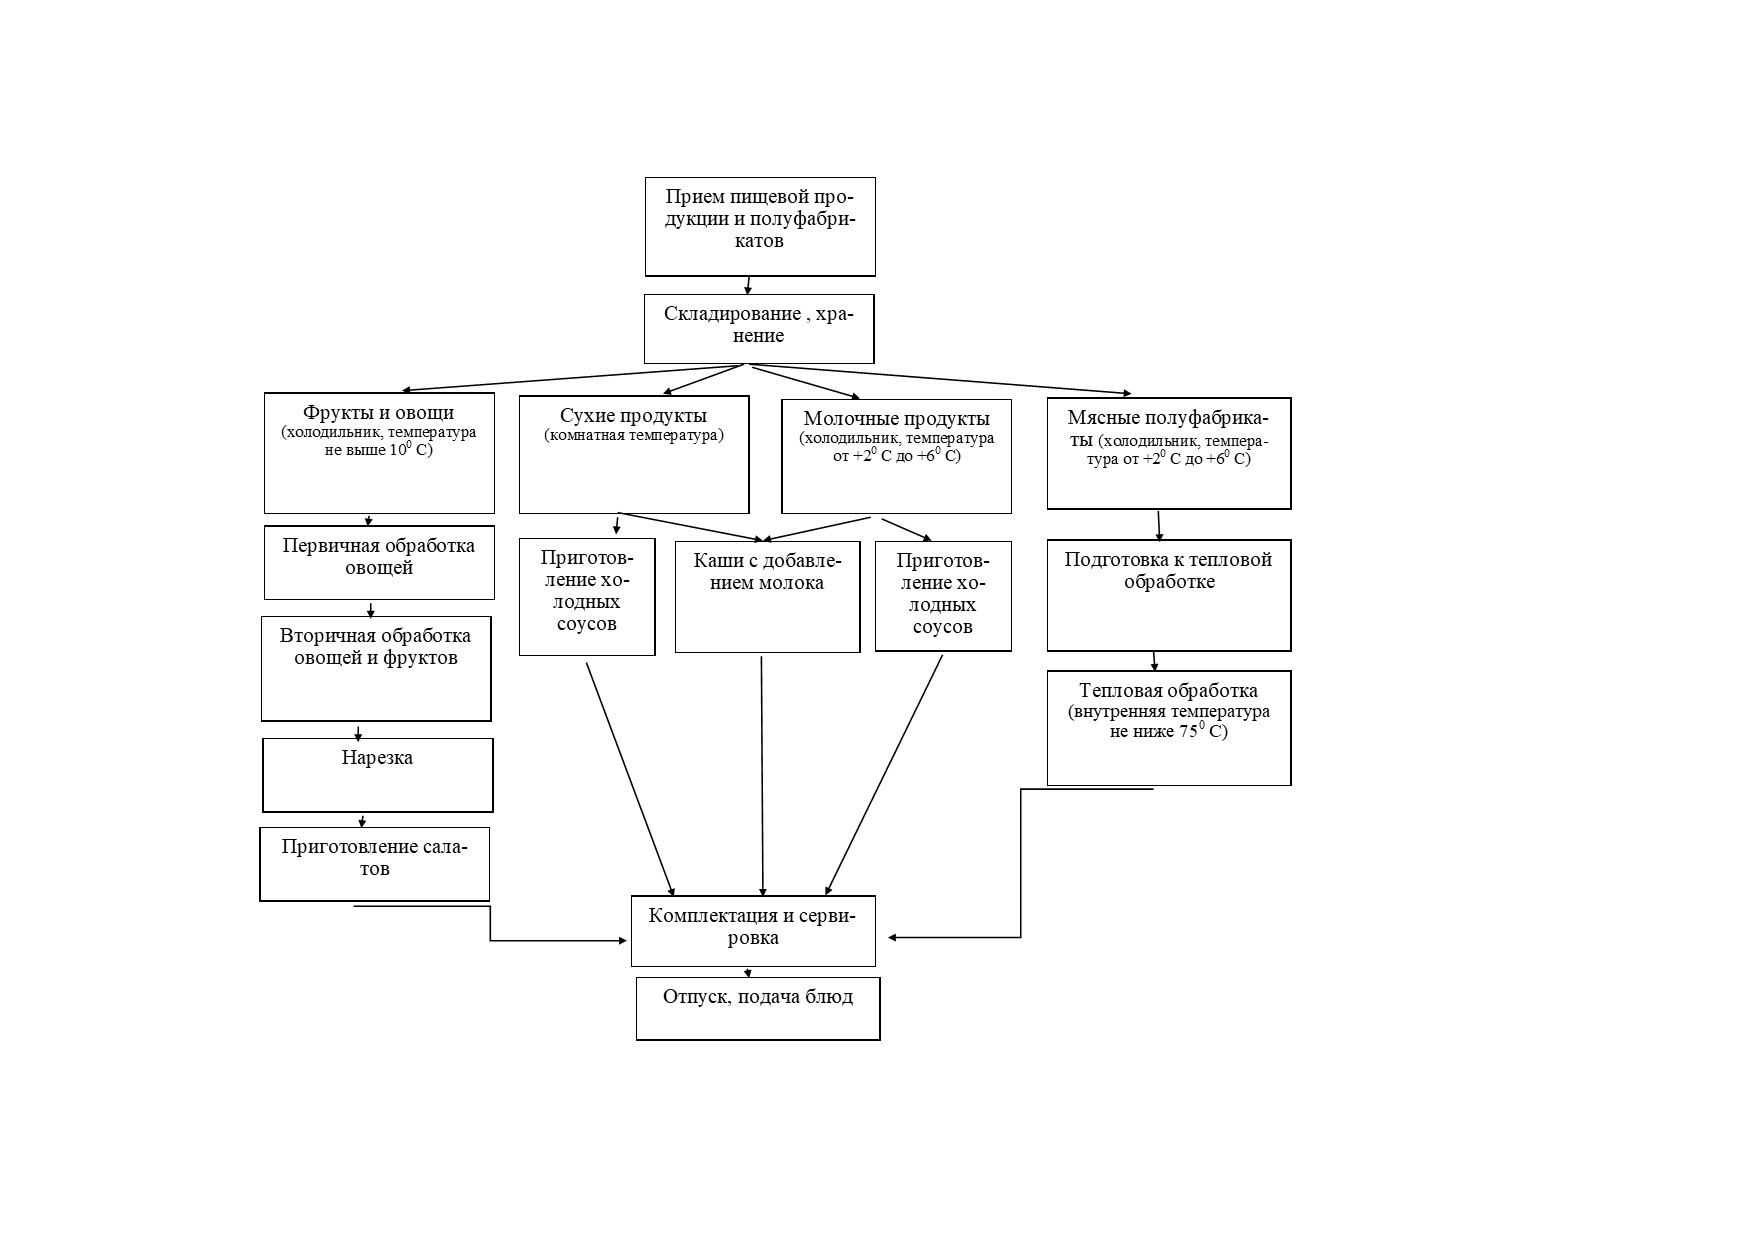 Прием пищевой про-
дукции и полуфабри-
катов
Складирование , хра-
нение
Фрукты и овощи
(холодильник, температура
не выше 10⁰ С)
Сухие продукты
(комнатная температура)
Молочные продукты
(холодильник, температура
от +2⁰ С до +6⁰ С)
Мясные полуфабрика-
ты (холодильник, темпера-
тура от +2⁰ С до +6⁰ С)
Первичная обработка
овощей
Приготов-
ление хо-
лодных
соусов
Каши с добавле-
нием молока
Приготов-
ление хо-
лодных
соусов
Подготовка к тепловой
обработке
Вторичная обработка
овощей и фруктов
Тепловая обработка
(внутренняя температура
не ниже 75⁰ С)
Нарезка
Приготовление сала-
тов
Комплектация и серви-
ровка
Отпуск, подача блюд